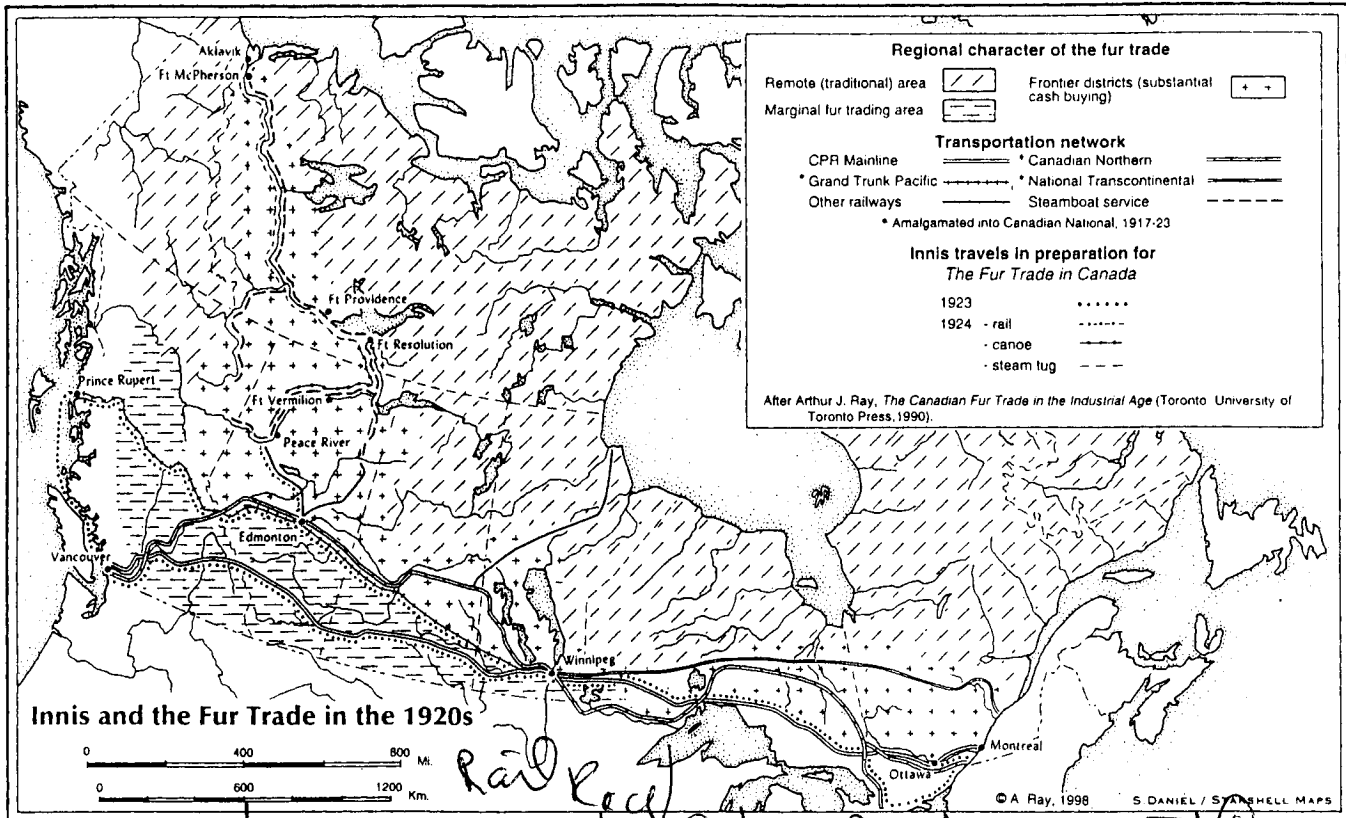 Aklavik
Ft McPherson
Ft Providence
Ft Resolution
Prince Rupert
Ft Vermilion
Peace River
Edmonton
Vancouver
Winnipeg
Montreal
Ottawa
Regional character of the fur trade
Remote (traditional) area
Frontier districts (substantial
cash buying)
Marginal fur trading area
Transportation network
CPR Mainline
* Canadian Northern
* Grand Trunk Pacific
* National Transcontinental
Other railways
Steamboat service
* Amalgamated into Canadian National, 1917-23
Innis travels in preparation for
The Fur Trade in Canada
1923
1924 - rail
- canoe
- steam tug
After Arthur J. Ray, The Canadian Fur Trade in the Industrial Age (Toronto University of
Toronto Press, 1990).
Innis and the Fur Trade in the 1920s
0 400 800 Mi.
0 600 1200 Km.
Rail
© A Ray, 1998
S DANIEL / STARSHELL MAPS